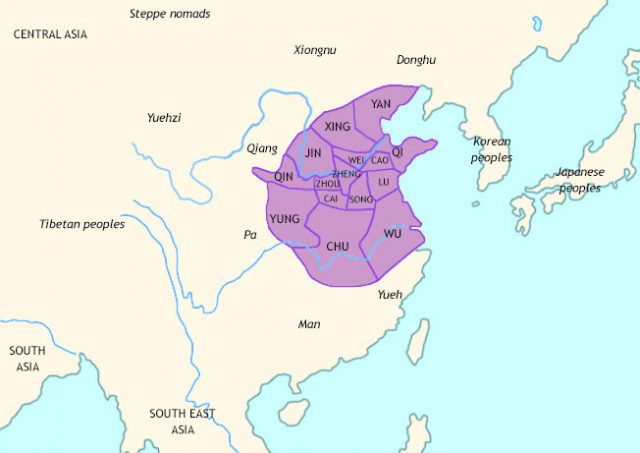 Steppe nomads
CENTRAL ASIA
Xiongnu
Donghu
YAN
Yuehzi
XING
Qiang
JIN
WEI
CAO
QI
Korean
peoples
QIN
ZHENG
ZHOU
LU
Japanese
peoples
CAI
SONG
Tibetan peoples
YUNG
Pa
CHU
WU
Yueh
Man
SOUTH
ASIA
SOUTH EAST
ASIA